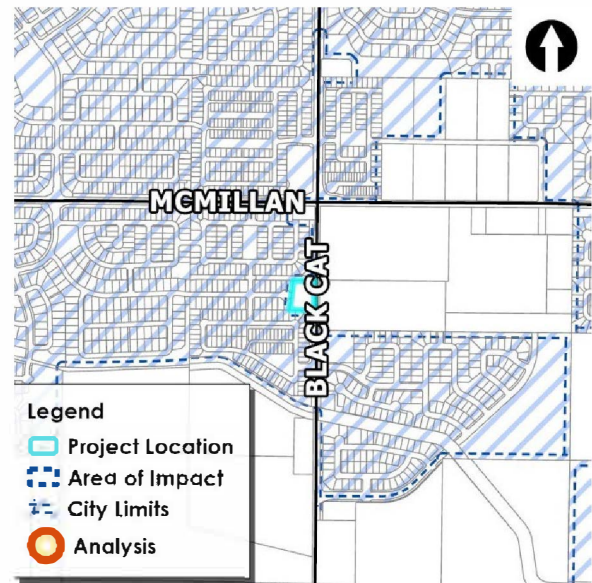 MCMILLAN
BLACK CAT
Legend
Project Location
Area of Impact
City Limits
Analysis